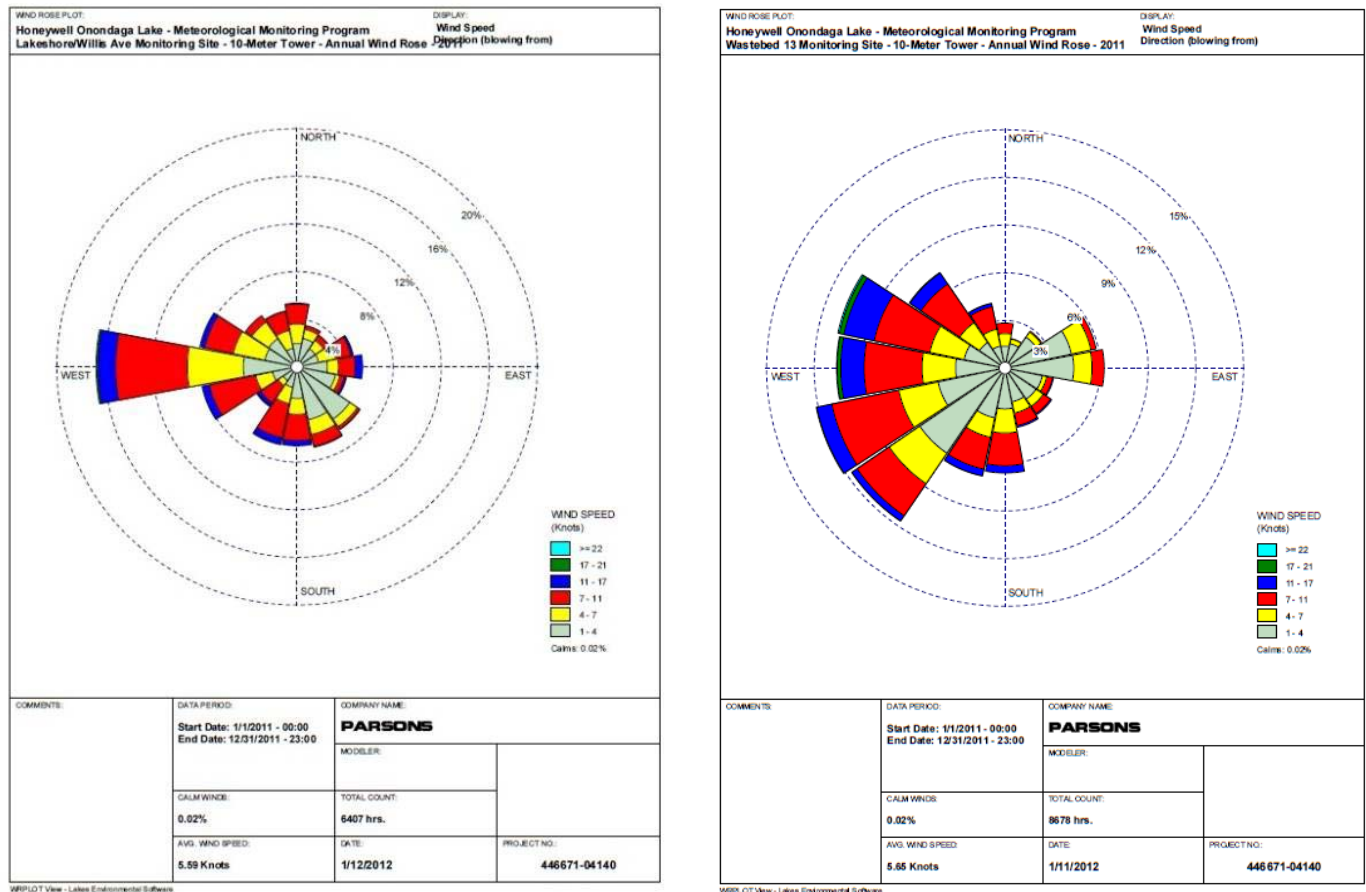 WIND ROSE PLOT:
Honeywell Onondaga Lake - Meteorological Monitoring Program
Lakeshore/Willis Ave Monitoring Site - 10-Meter Tower - Annual Wind Rose - 2011
DISPLAY:
Wind Speed
Direction (blowing from)
NORTH
20%
16%
12%
8%
4%
WEST
EAST
SOUTH
WIND SPEED
(Knots)
>= 22
17 - 21
11 - 17
7 - 11
4 - 7
1 - 4
Calms: 0.02%
COMMENTS:
DATA PERIOD:
Start Date: 1/1/2011 - 00:00
End Date: 12/31/2011 - 23:00
COMPANY NAME:
PARSONS
MODELER:
CALM WINDS:
0.02%
TOTAL COUNT:
6407 hrs.
AVG. WIND SPEED:
5.59 Knots
DATE:
1/12/2012
PROJECT NO.:
446671-04140
WRPLOT View - Lakes Environmental Software
WIND ROSE PLOT:
Honeywell Onondaga Lake - Meteorological Monitoring Program
Wastebed 13 Monitoring Site - 10-Meter Tower - Annual Wind Rose - 2011
DISPLAY:
Wind Speed
Direction (blowing from)
NORTH
15%
12%
9%
6%
3%
WEST
EAST
SOUTH
WIND SPEED
(Knots)
>= 22
17 - 21
11 - 17
7 - 11
4 - 7
1 - 4
Calms: 0.02%
COMMENTS:
DATA PERIOD:
Start Date: 1/1/2011 - 00:00
End Date: 12/31/2011 - 23:00
COMPANY NAME:
PARSONS
MODELER:
CALM WINDS:
0.02%
TOTAL COUNT:
8678 hrs.
AVG. WIND SPEED:
5.65 Knots
DATE:
1/11/2012
PROJECT NO.:
446671-04140
WRPLOT View - Lakes Environmental Software